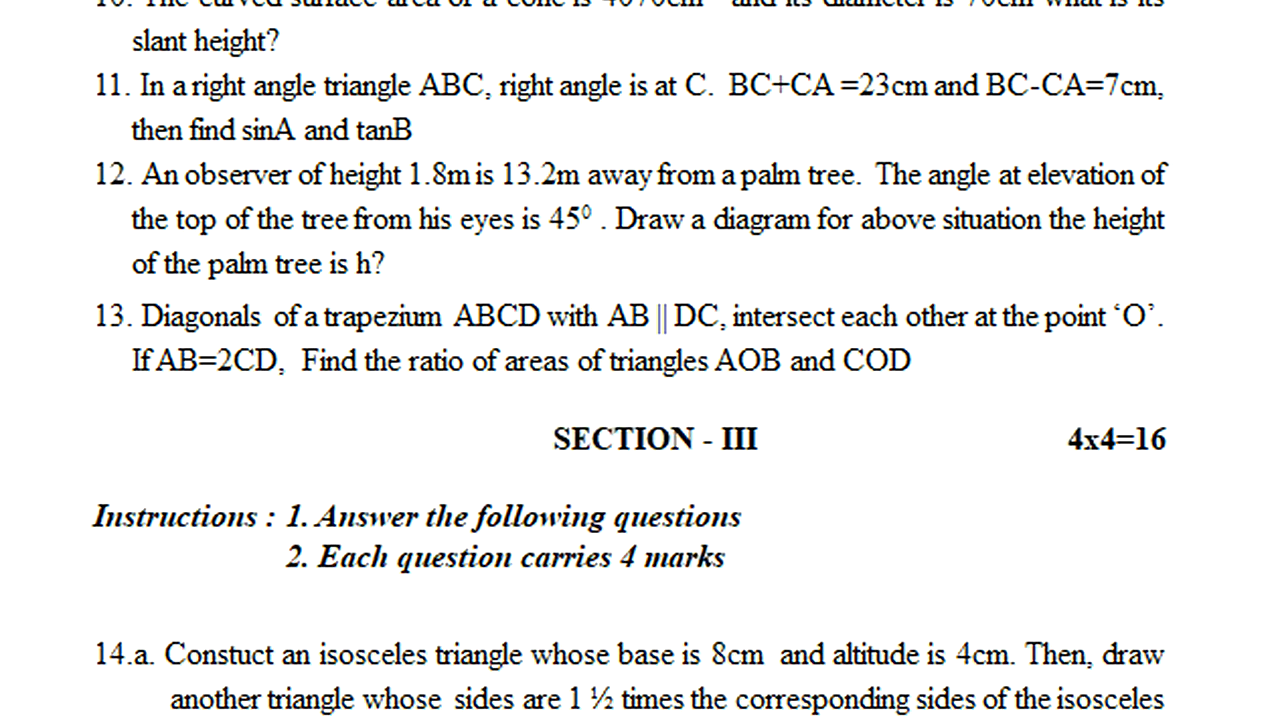 slant height?
11. In a right angle triangle ABC, right angle is at C. BC+CA =23cm and BC-CA=7cm,
then find sinA and tanB
12. An observer of height 1.8m is 13.2m away from a palm tree. The angle at elevation of
the top of the tree from his eyes is 45⁰ . Draw a diagram for above situation the height
of the palm tree is h?
13. Diagonals of a trapezium ABCD with AB || DC, intersect each other at the point ‘O’.
If AB=2CD, Find the ratio of areas of triangles AOB and COD
SECTION - III 4x4=16
Instructions : 1. Answer the following questions
2. Each question carries 4 marks
14.a. Constuct an isosceles triangle whose base is 8cm and altitude is 4cm. Then, draw
another triangle whose sides are 1 ½ times the corresponding sides of the isosceles